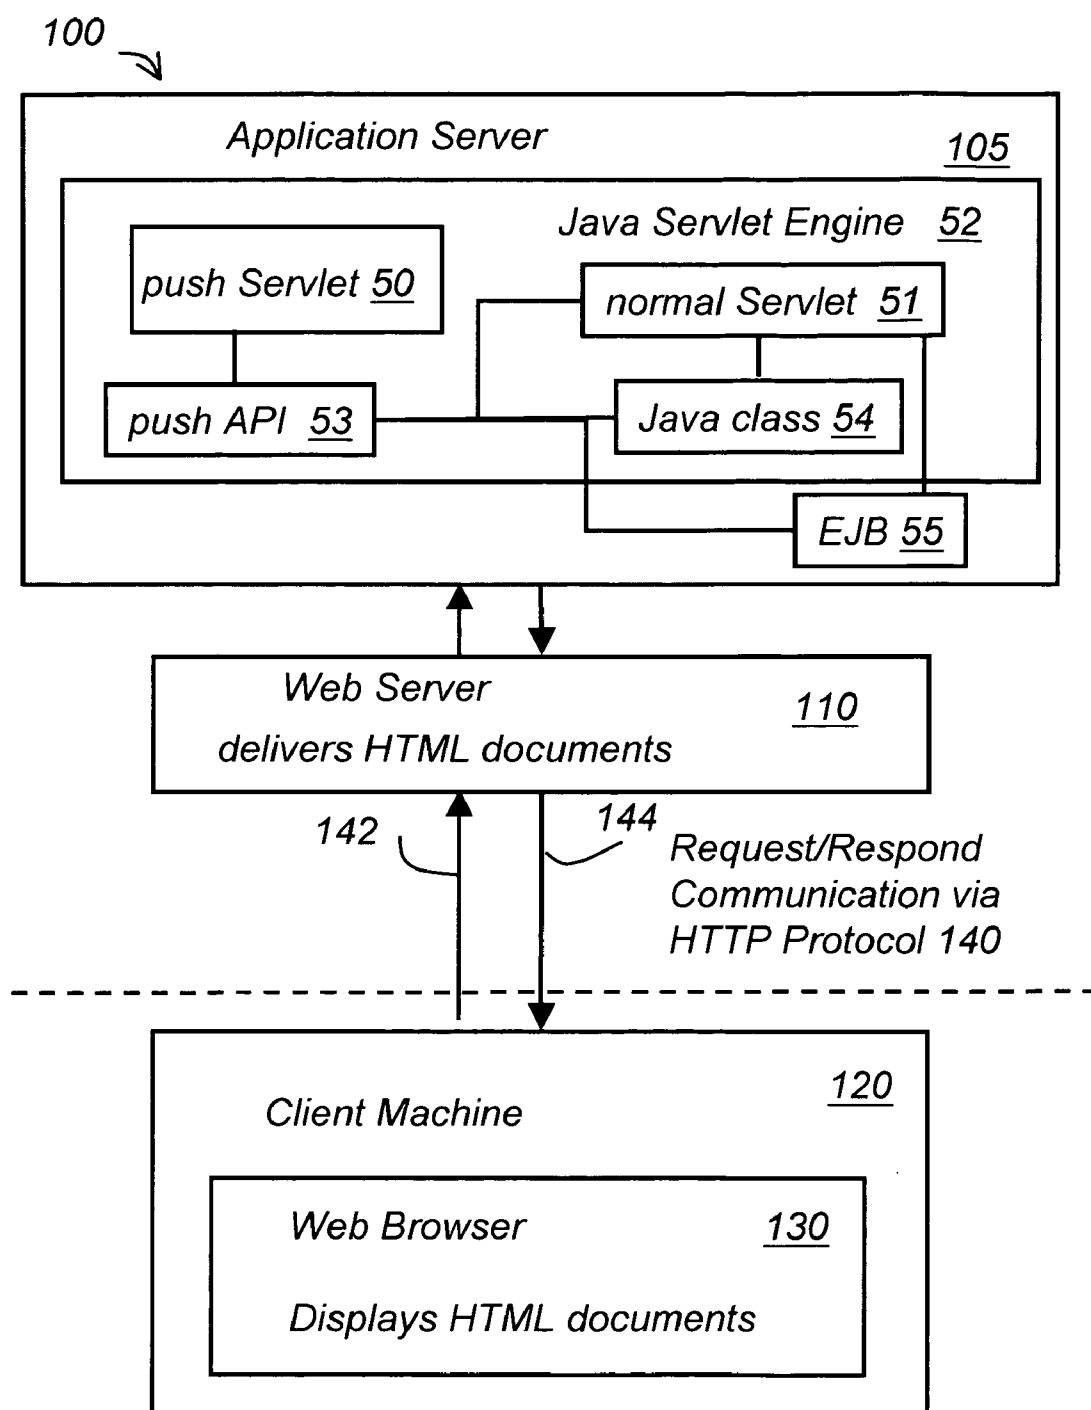 100
Application Server
105
Java Servlet Engine 52
push Servlet 50
normal Servlet 51
push API 53
Java class 54
EJB 55
Web Server
110
delivers HTML documents
142
144
Request/Respond
Communication via
HTTP Protocol 140
120
Client Machine
Web Browser
130
Displays HTML documents